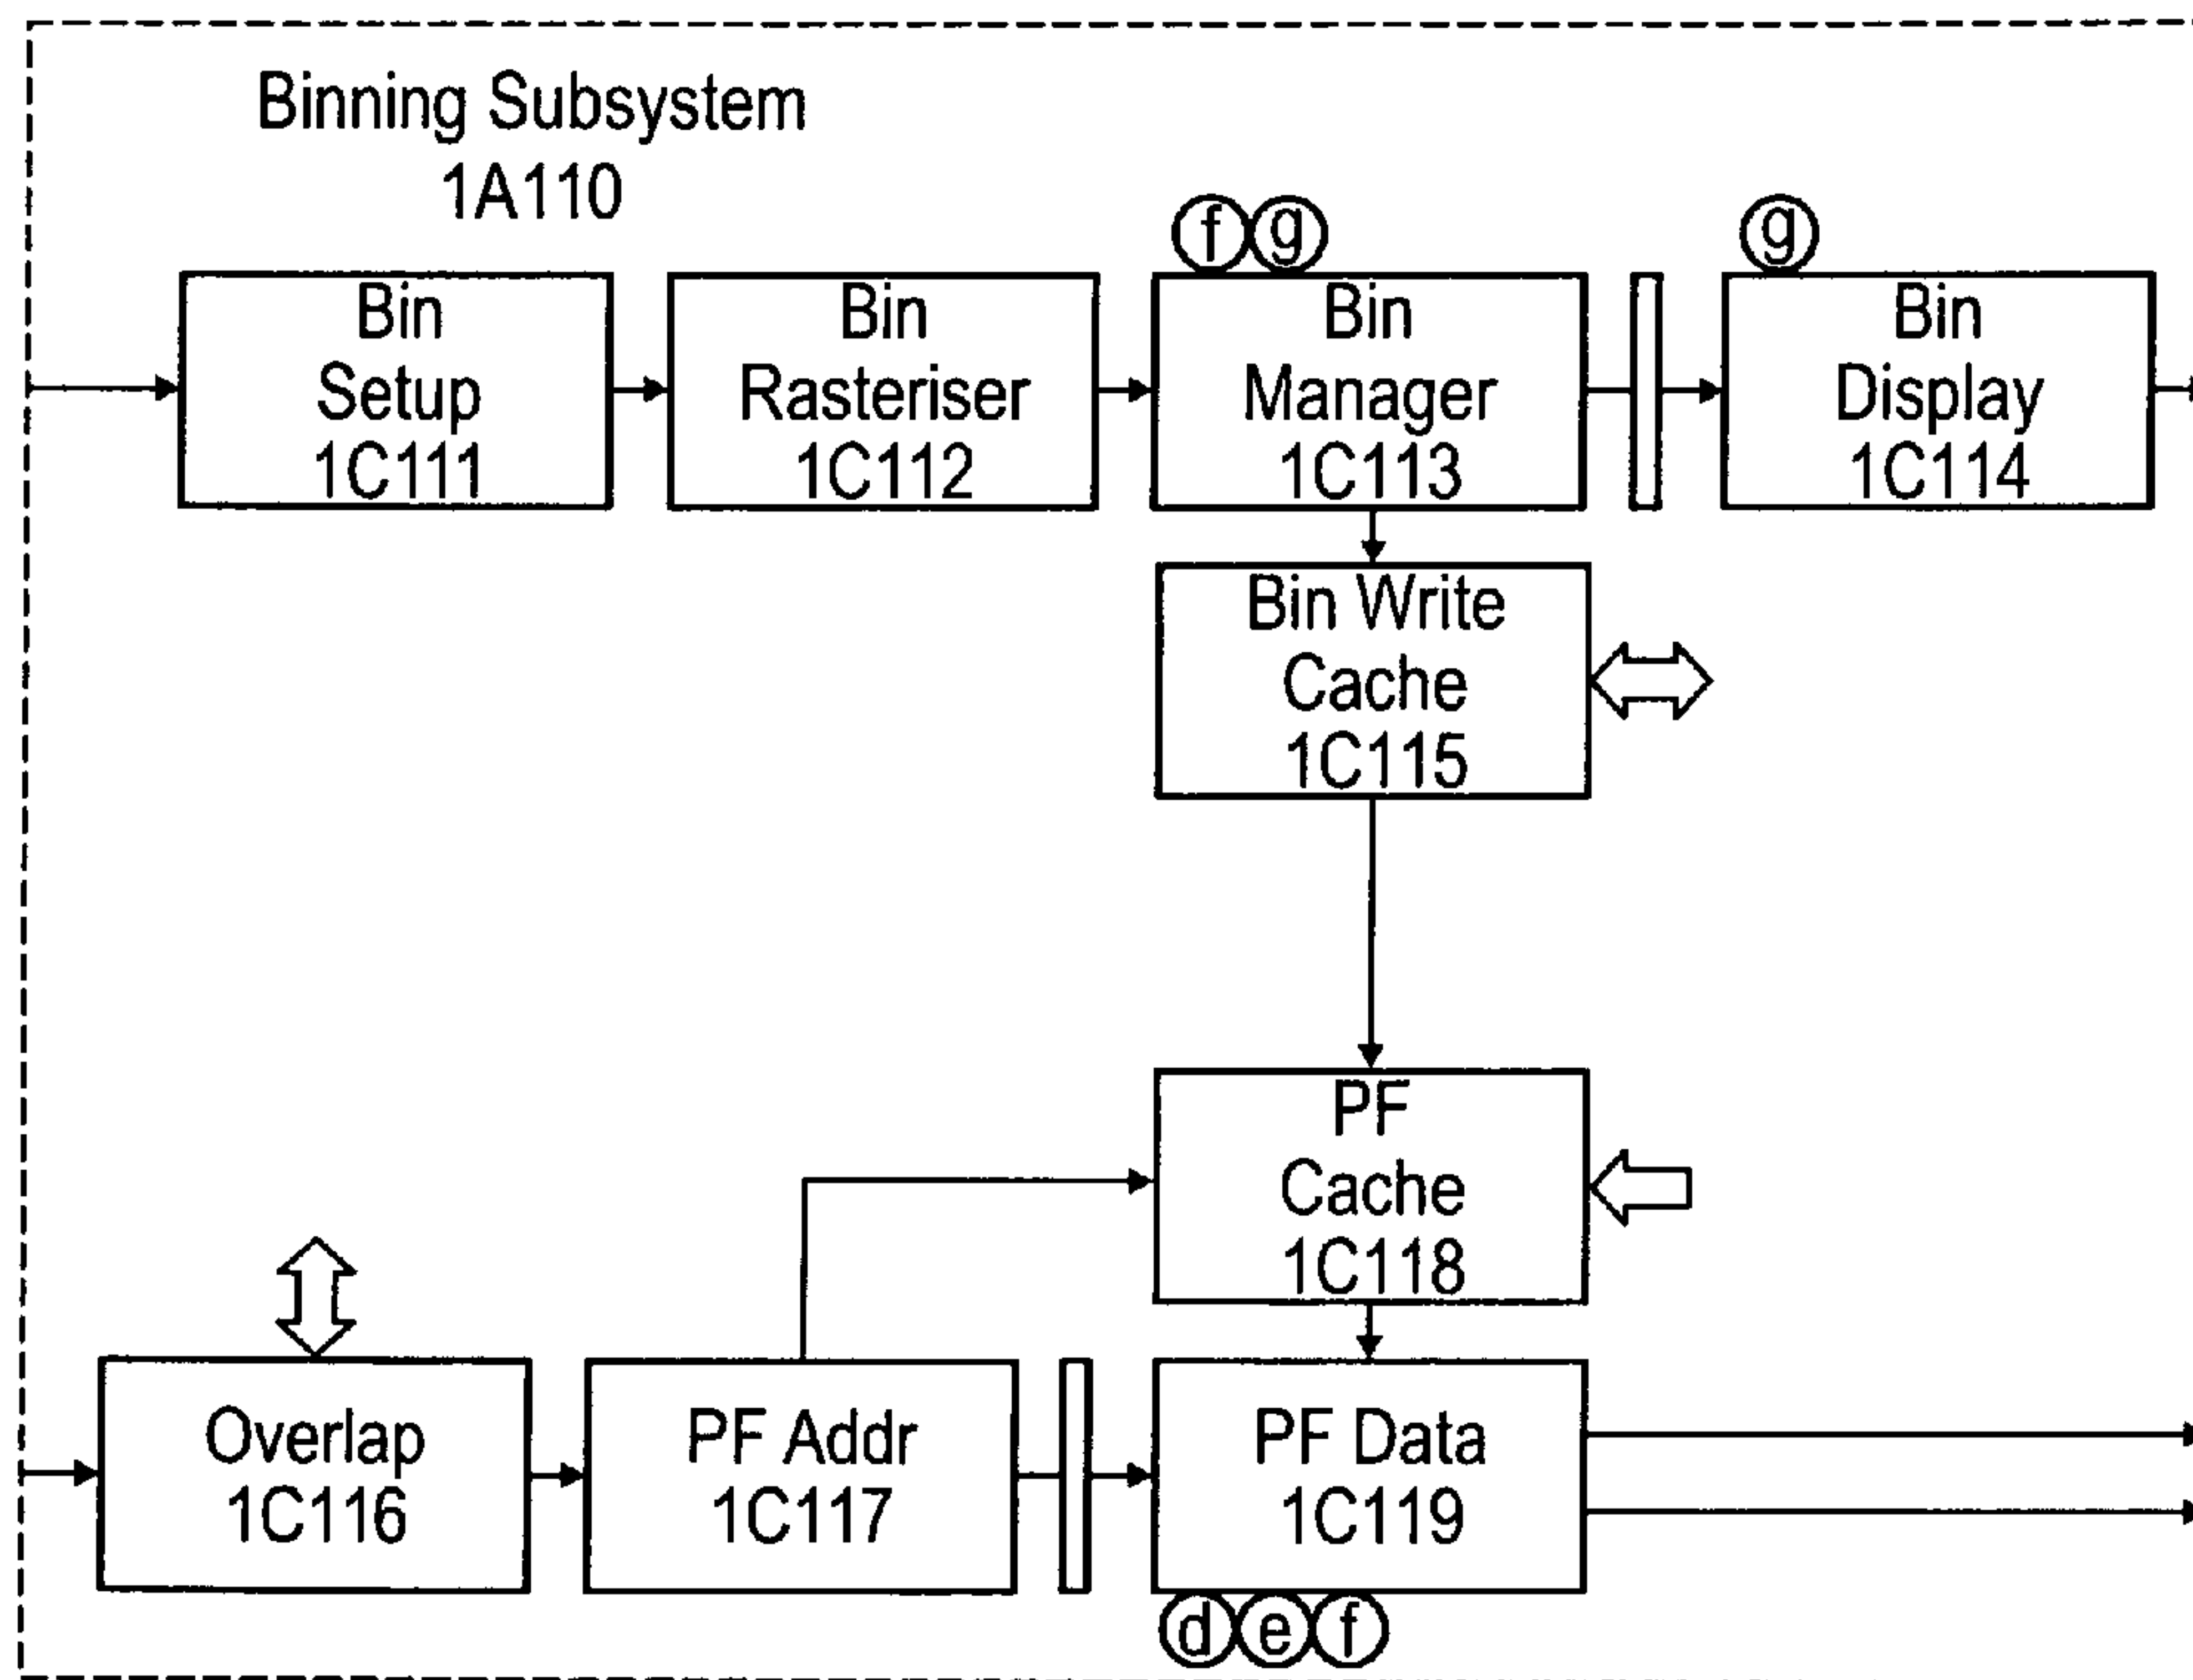 Binning Subsystem
1A110
f g
g
Bin
Setup
1C111
Bin
Rasteriser
1C112
Bin
Manager
1C113
Bin
Display
1C114
Bin Write
Cache
1C115
PF
Cache
1C118
Overlap
1C116
PF Addr
1C117
PF Data
1C119
d e f